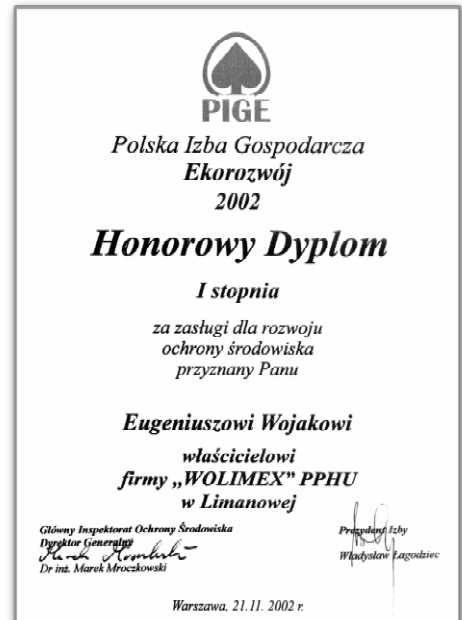 PIGE
Polska Izba Gospodarcza
Ekorozwój
2002
Honorowy Dyplom
I stopnia
za zasługi dla rozwoju
ochrony środowiska
przyznany Panu
Eugeniuszowi Wojakowi
właścicielowi
firmy „WOLIMEX” PPHU
w Limanowej
Główny Inspektorat Ochrony Środowiska
Dyrektor Generalny
Dr inż. Marek Mroczkowski
Prezydent Izby
Władysław Łagodziec
Warszawa, 21.11. 2002 r.